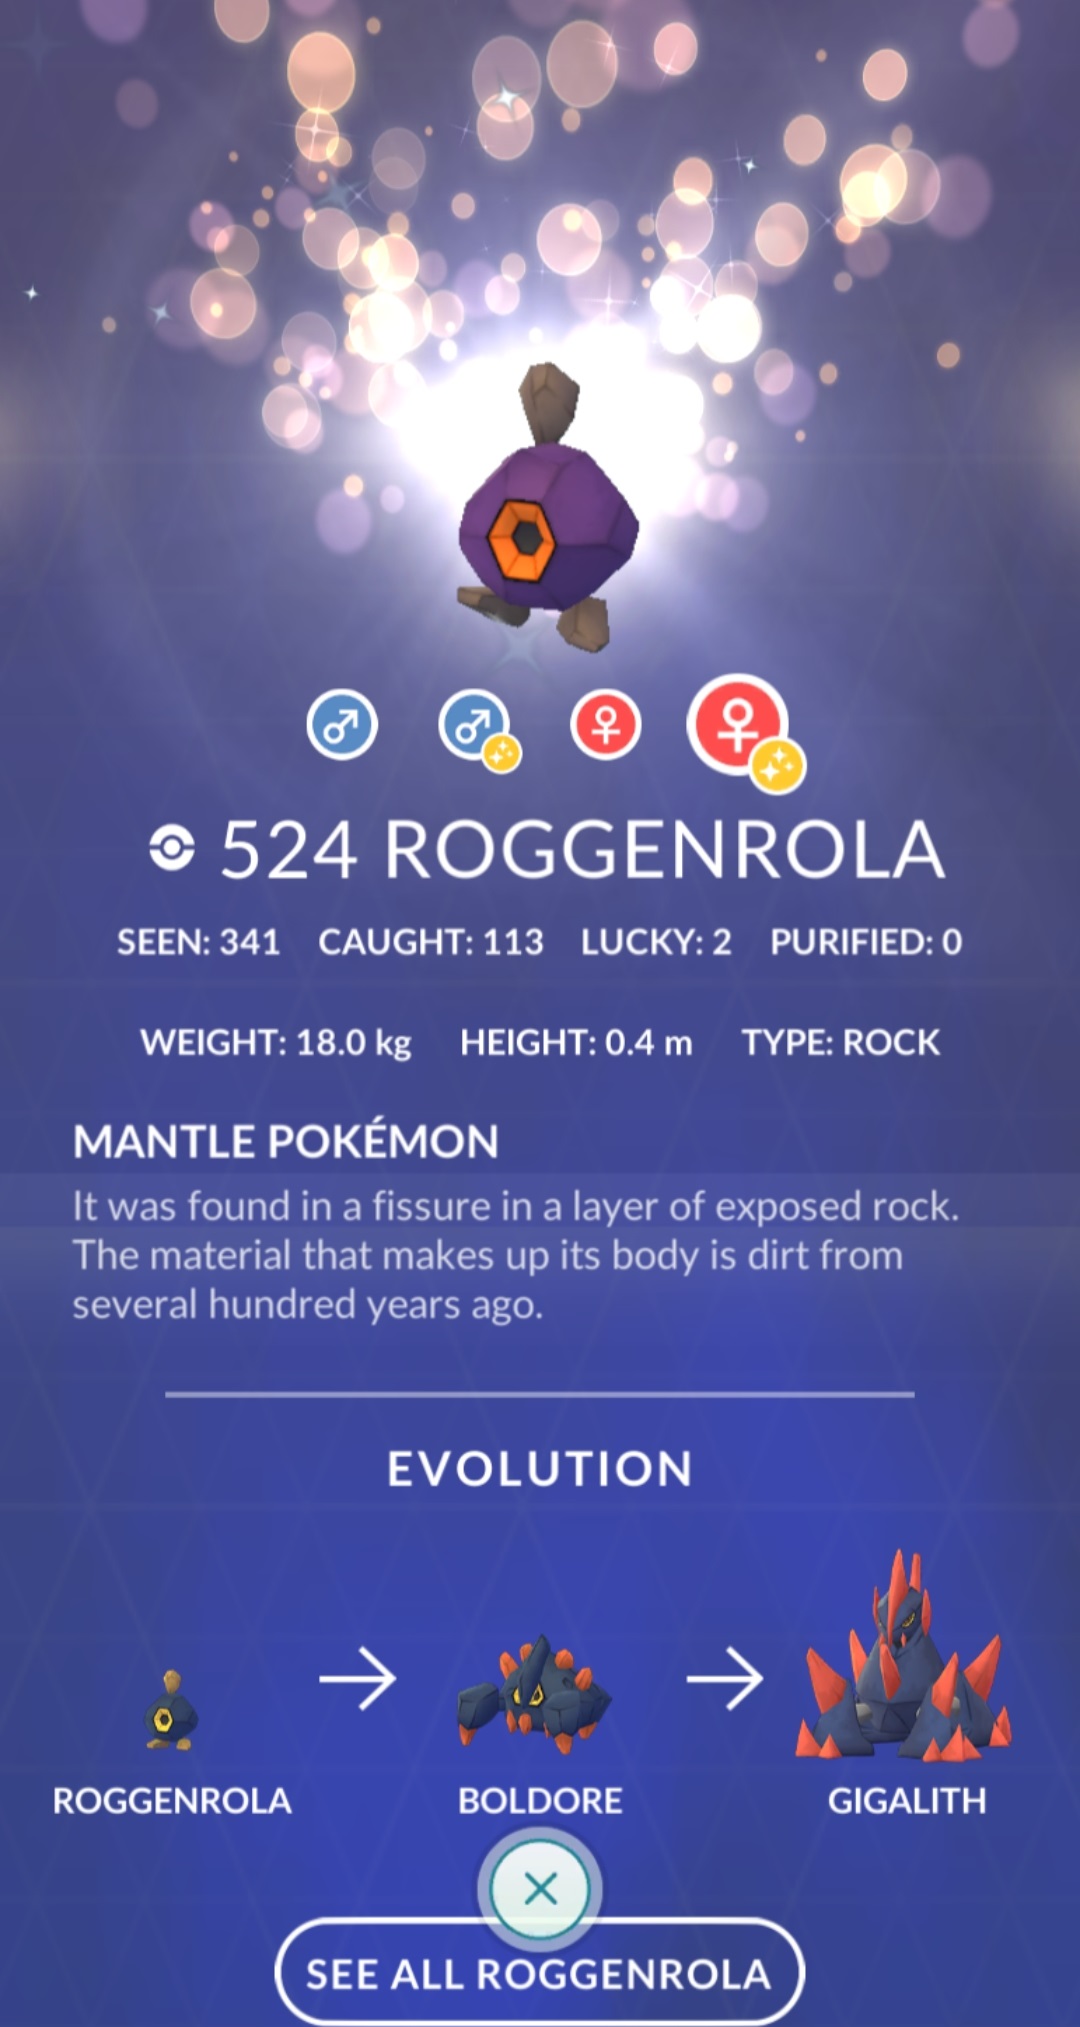 524 ROGGENROLA
SEEN: 341 CAUGHT: 113 LUCKY: 2 PURIFIED: 0
WEIGHT: 18.0 kg HEIGHT: 0.4 m TYPE: ROCK
MANTLE POKÉMON
It was found in a fissure in a layer of exposed rock.
The material that makes up its body is dirt from
several hundred years ago.
EVOLUTION
ROGGENROLA BOLDORE GIGALITH
SEE ALL ROGGENROLA